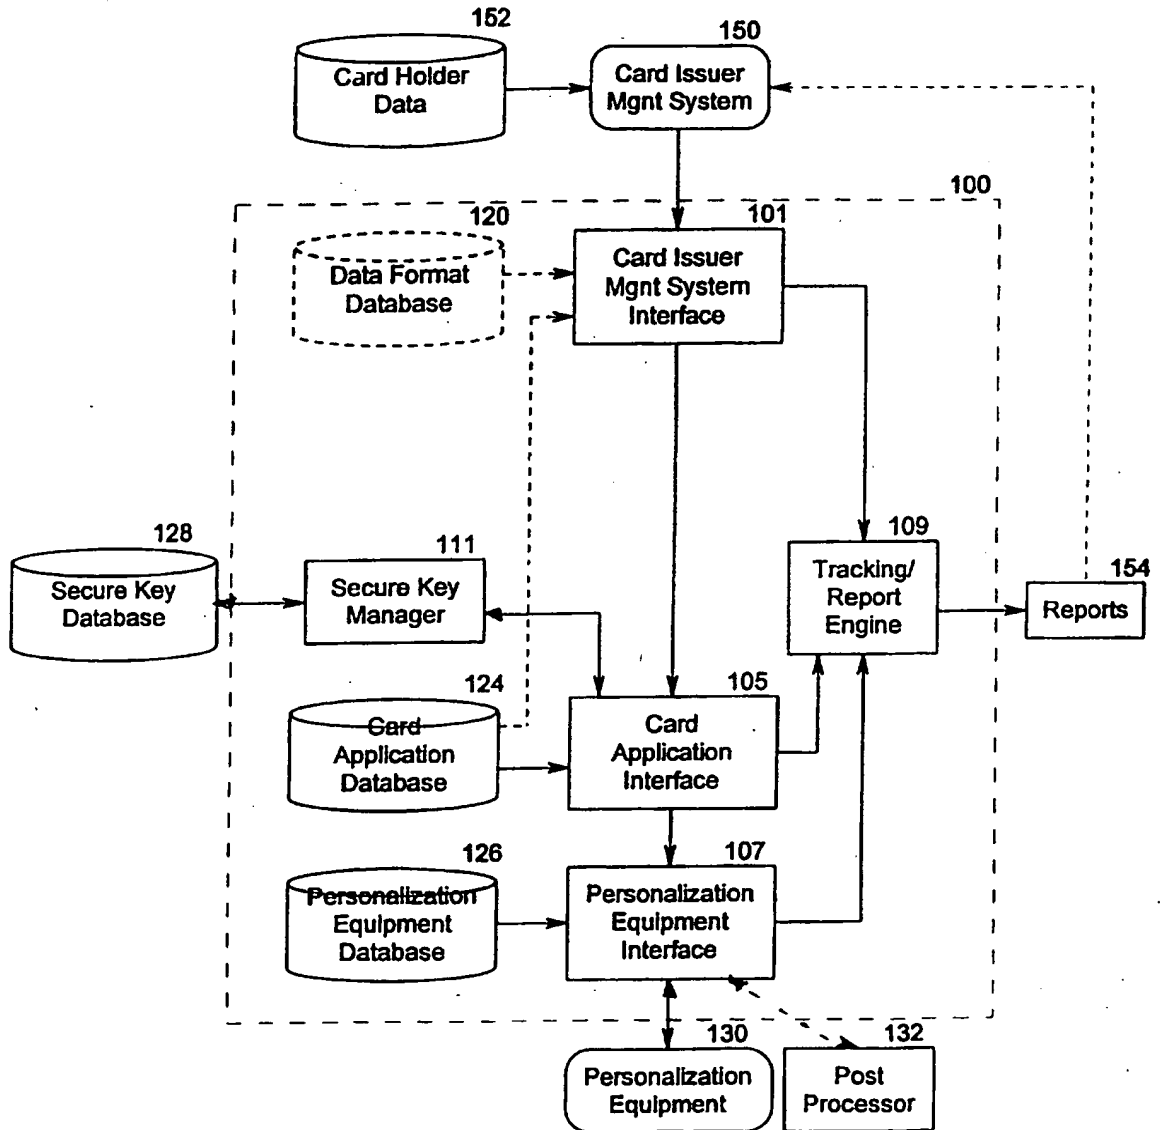 152
Card Holder
Data
150
Card Issuer
Mgnt System
100
120
Data Format
Database
101
Card Issuer
Mgnt System
Interface
128
Secure Key
Database
111
Secure Key
Manager
109
Tracking/
Report
Engine
154
Reports
124
Card
Application
Database
105
Card
Application
Interface
126
Personalization
Equipment
Database
107
Personalization
Equipment
Interface
130
Personalization
Equipment
132
Post
Processor